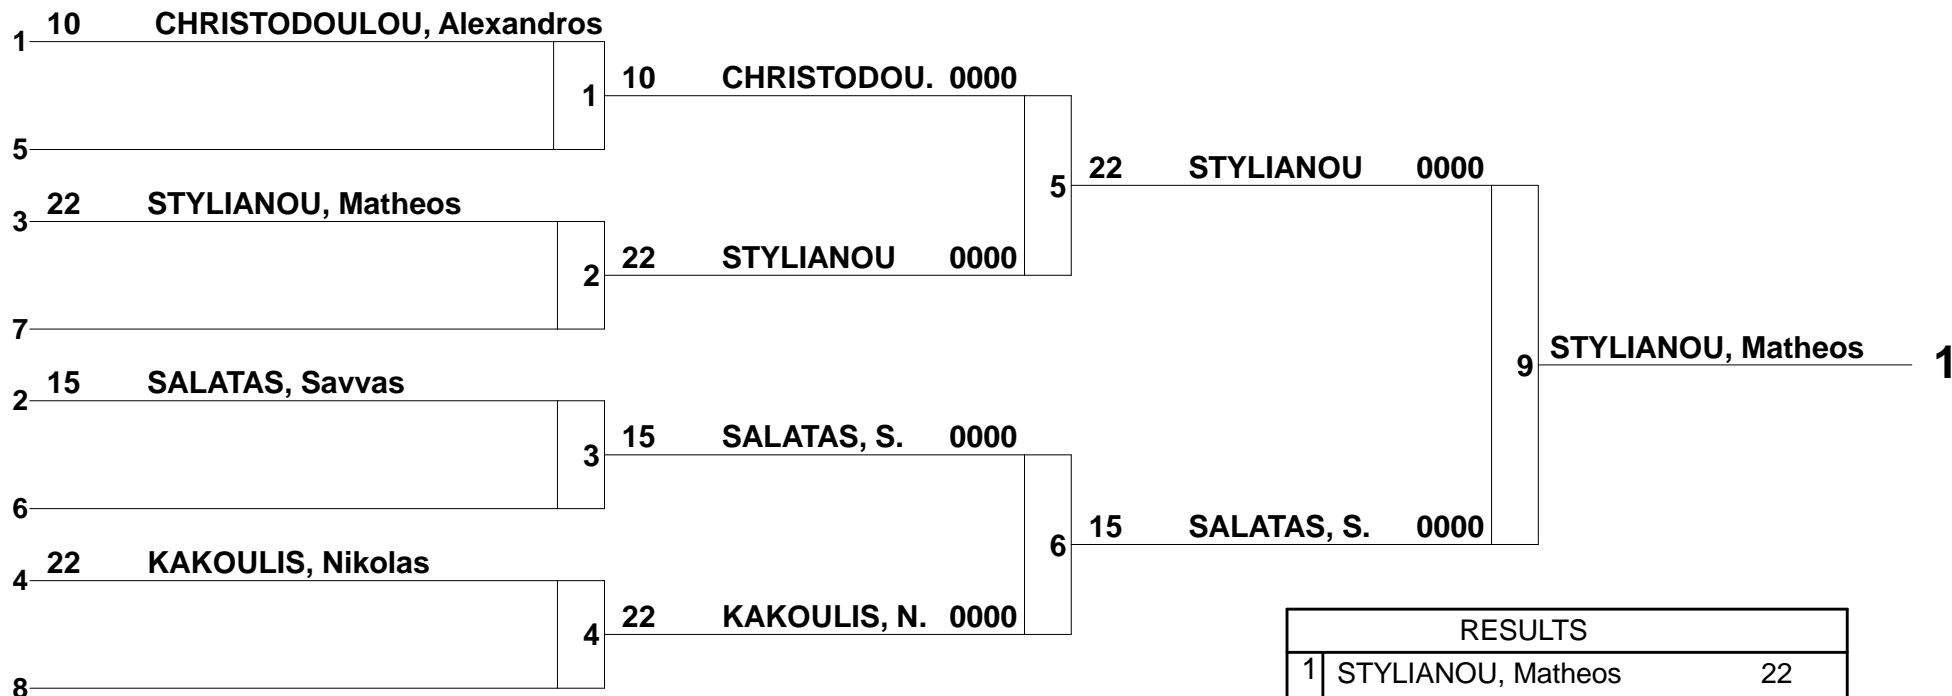 1 10 CHRISTODOULOU, Alexandros
1 10 CHRISTODOU. 0000
5
5 22 STYLIANOU 0000
3 22 STYLIANOU, Matheos
2 22 STYLIANOU 0000
7
9 STYLIANOU, Matheos 1
2 15 SALATAS, Savvas
3 15 SALATAS, S. 0000
6
6 15 SALATAS, S. 0000
4 22 KAKOULIS, Nikolas
4 22 KAKOULIS, N. 0000
8
RESULTS
1 STYLIANOU, Matheos 22